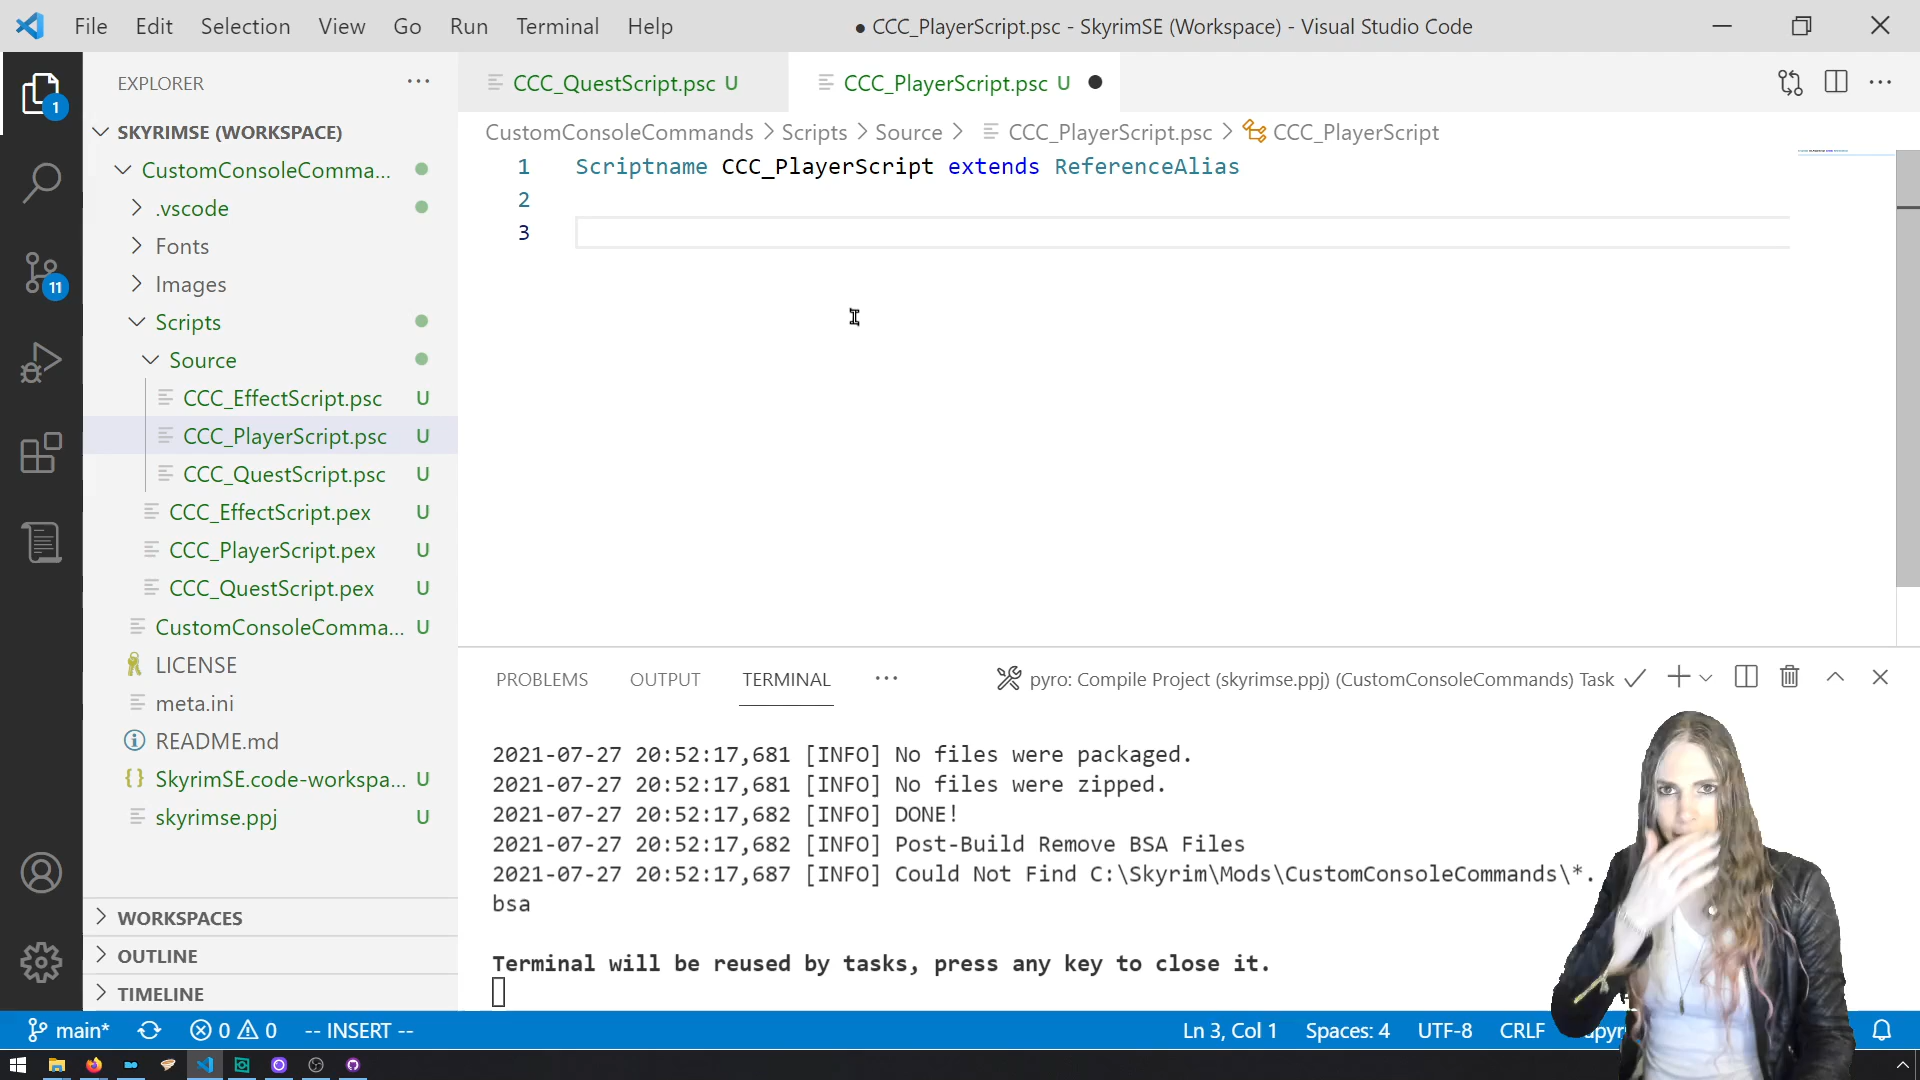 File Edit Selection View Go Run Terminal Help
● CCC_PlayerScript.psc - SkyrimSE (Workspace) - Visual Studio Code
EXPLORER
1
11
SKYRIMSE (WORKSPACE)
CustomConsoleComma...
.vscode
Fonts
Images
Scripts
Source
CCC_EffectScript.psc U
CCC_PlayerScript.psc U
CCC_QuestScript.psc U
CCC_EffectScript.pex U
CCC_PlayerScript.pex U
CCC_QuestScript.pex U
CustomConsoleComma... U
LICENSE
meta.ini
README.md
SkyrimSE.code-workspa... U
skyrimse.ppj U
WORKSPACES
OUTLINE
TIMELINE
CCC_QuestScript.psc U
CCC_PlayerScript.psc U
CustomConsoleCommands > Scripts > Source > CCC_PlayerScript.psc > CCC_PlayerScript
1 Scriptname CCC_PlayerScript extends ReferenceAlias
2
3
PROBLEMS OUTPUT TERMINAL
pyro: Compile Project (skyrimse.ppj) (CustomConsoleCommands) Task
2021-07-27 20:52:17,681 [INFO] No files were packaged.
2021-07-27 20:52:17,681 [INFO] No files were zipped.
2021-07-27 20:52:17,682 [INFO] DONE!
2021-07-27 20:52:17,682 [INFO] Post-Build Remove BSA Files
2021-07-27 20:52:17,687 [INFO] Could Not Find C:\Skyrim\Mods\CustomConsoleCommands\*.
bsa
Terminal will be reused by tasks, press any key to close it.
main* 0 0 -- INSERT --
Ln 3, Col 1 Spaces: 4 UTF-8 CRLF